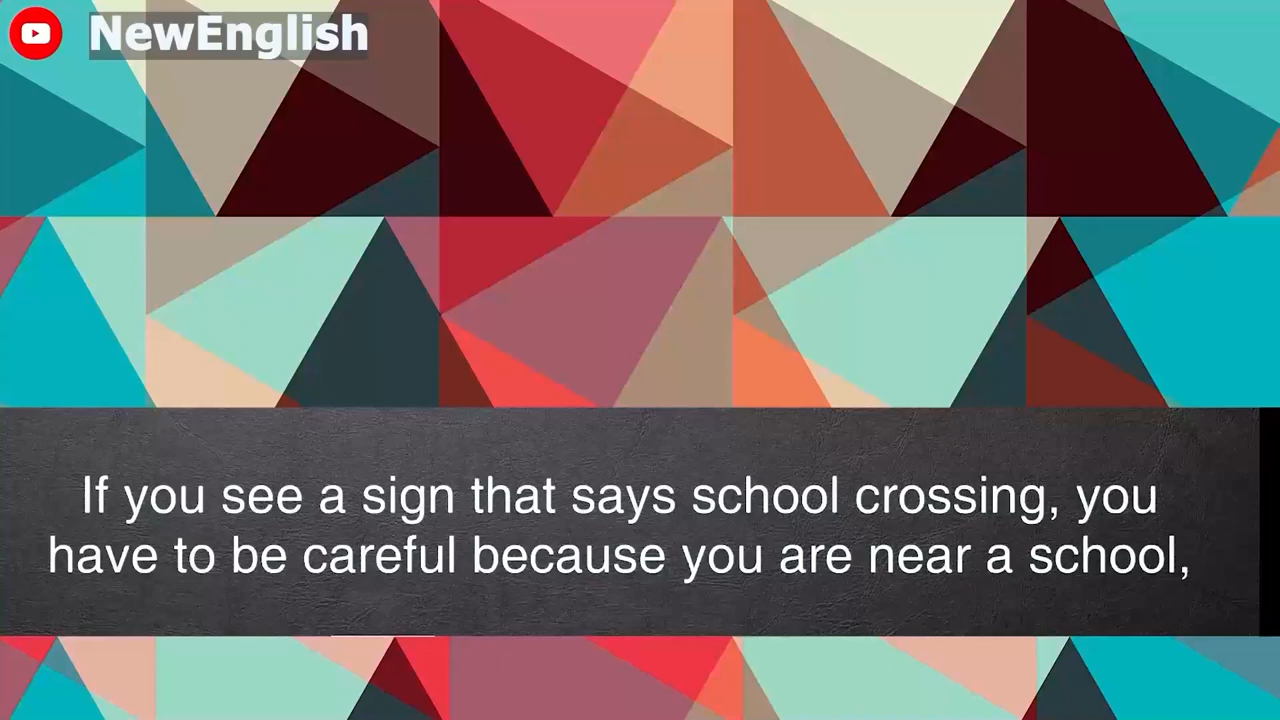 NewEnglish
If you see a sign that says school crossing, you
have to be careful because you are near a school,